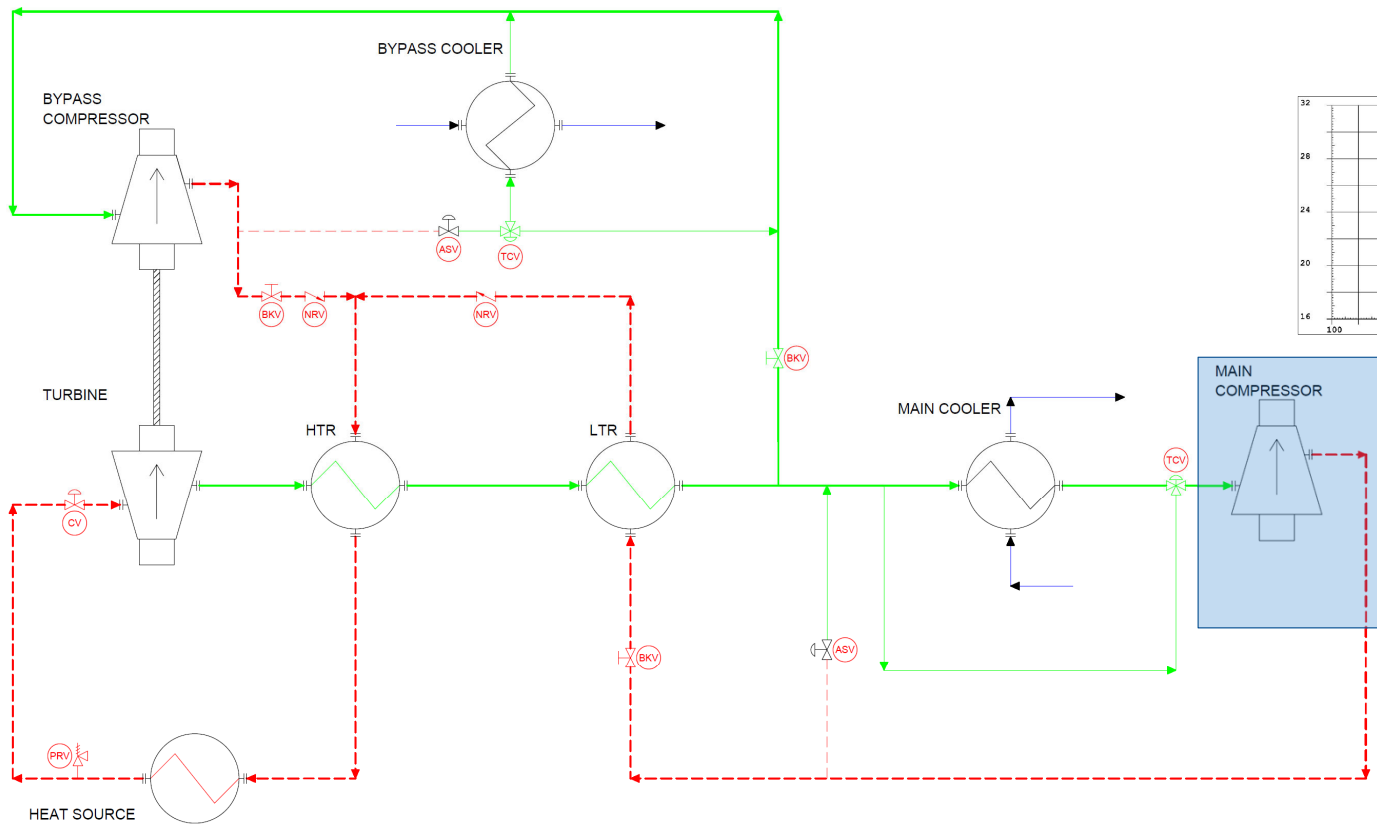 BYPASS COOLER
BYPASS
COMPRESSOR
32
28
24
20
16
100
ASV
TCV
BKV
NRV
NRV
BKV
MAIN
COMPRESSOR
TURBINE
MAIN COOLER
HTR
LTR
TCV
CV
ASV
BKV
PRV
HEAT SOURCE